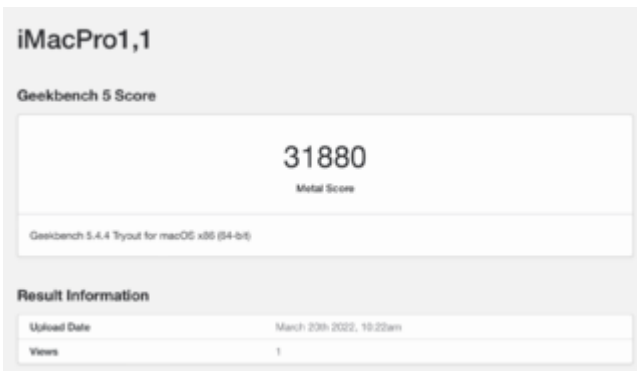 iMacPro1,1
Geekbench 5 Score
31880
Metal Score
Geekbench 5.4.4 Tryout for macOS x86 (64-bit)
Result Information
Upload Date March 20th 2022, 10:22am
Views 1